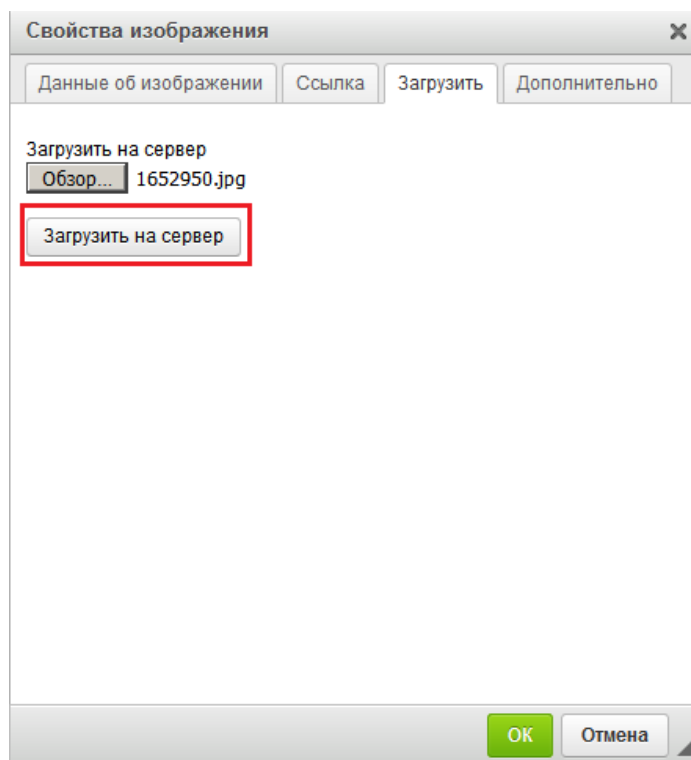 Свойства изображения
Данные об изображении Ссылка Загрузить Дополнительно
Загрузить на сервер
Обзор... 1652950.jpg
Загрузить на сервер
ОК Отмена